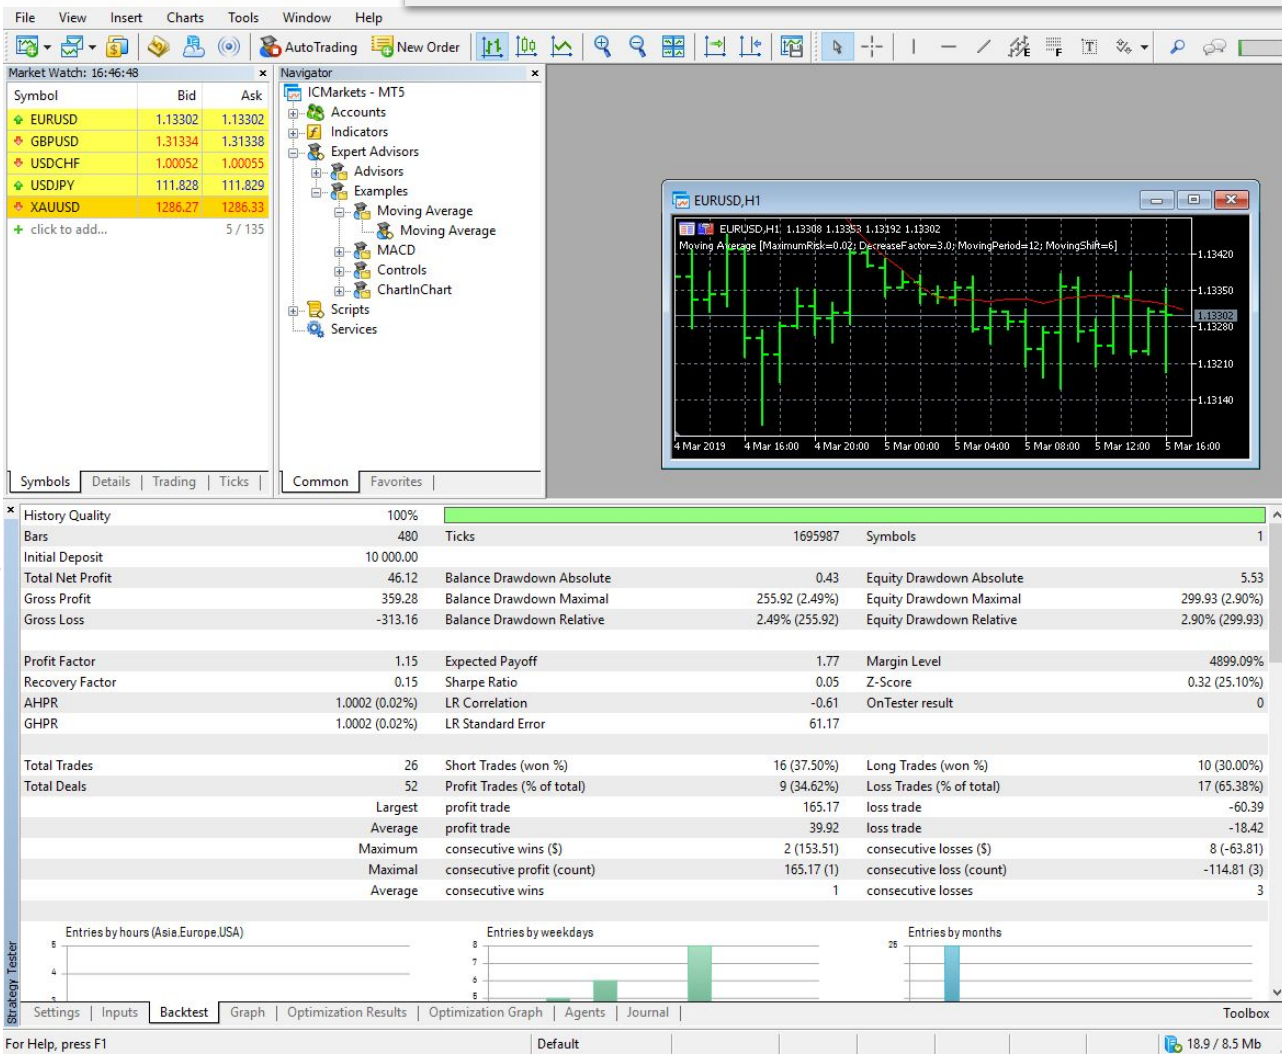 File View Insert Charts Tools Window Help
AutoTrading New Order
Market Watch: 16:46:48
Symbol Bid Ask
EURUSD 1.13302 1.13302
GBPUSD 1.31334 1.31338
USDCHF 1.00052 1.00055
USDJPY 111.828 111.829
XAUUSD 1286.27 1286.33
click to add... 5 / 135
Symbols Details Trading Ticks
Navigator
ICMarkets - MT5
Accounts
Indicators
Expert Advisors
Advisors
Examples
Moving Average
Moving Average
MACD
Controls
ChartInChart
Scripts
Services
Common Favorites
EURUSD,H1
EURUSD,H1 1.13308 1.13353 1.13192 1.13302
Moving Average [MaximumRisk=0.02; DecreaseFactor=3.0; MovingPeriod=12; MovingShift=6]
1.13420
1.13350
1.13302
1.13280
1.13210
1.13140
4 Mar 2019 4 Mar 16:00 4 Mar 20:00 5 Mar 00:00 5 Mar 04:00 5 Mar 08:00 5 Mar 12:00 5 Mar 16:00
History Quality 100%
Bars 480 Ticks 1695987 Symbols 1
Initial Deposit 10 000.00
Total Net Profit 46.12 Balance Drawdown Absolute 0.43 Equity Drawdown Absolute 5.53
Gross Profit 359.28 Balance Drawdown Maximal 255.92 (2.49%) Equity Drawdown Maximal 299.93 (2.90%)
Gross Loss -313.16 Balance Drawdown Relative 2.49% (255.92) Equity Drawdown Relative 2.90% (299.93)
Profit Factor 1.15 Expected Payoff 1.77 Margin Level 4899.09%
Recovery Factor 0.15 Sharpe Ratio 0.05 Z-Score 0.32 (25.10%)
AHPR 1.0002 (0.02%) LR Correlation -0.61 OnTester result 0
GHPR 1.0002 (0.02%) LR Standard Error 61.17
Total Trades 26 Short Trades (won %) 16 (37.50%) Long Trades (won %) 10 (30.00%)
Total Deals 52 Profit Trades (% of total) 9 (34.62%) Loss Trades (% of total) 17 (65.38%)
Largest profit trade 165.17 loss trade -60.39
Average profit trade 39.92 loss trade -18.42
Maximum consecutive wins ($) 2 (153.51) consecutive losses ($) 8 (-63.81)
Maximal consecutive profit (count) 165.17 (1) consecutive loss (count) -114.81 (3)
Average consecutive wins 1 consecutive losses 3
Entries by hours (Asia,Europe,USA) Entries by weekdays Entries by months
5 8 25
7
4 6
3 5
Strategy Tester
Settings Inputs Backtest Graph Optimization Results Optimization Graph Agents Journal Toolbox
For Help, press F1 Default 18.9 / 8.5 Mb